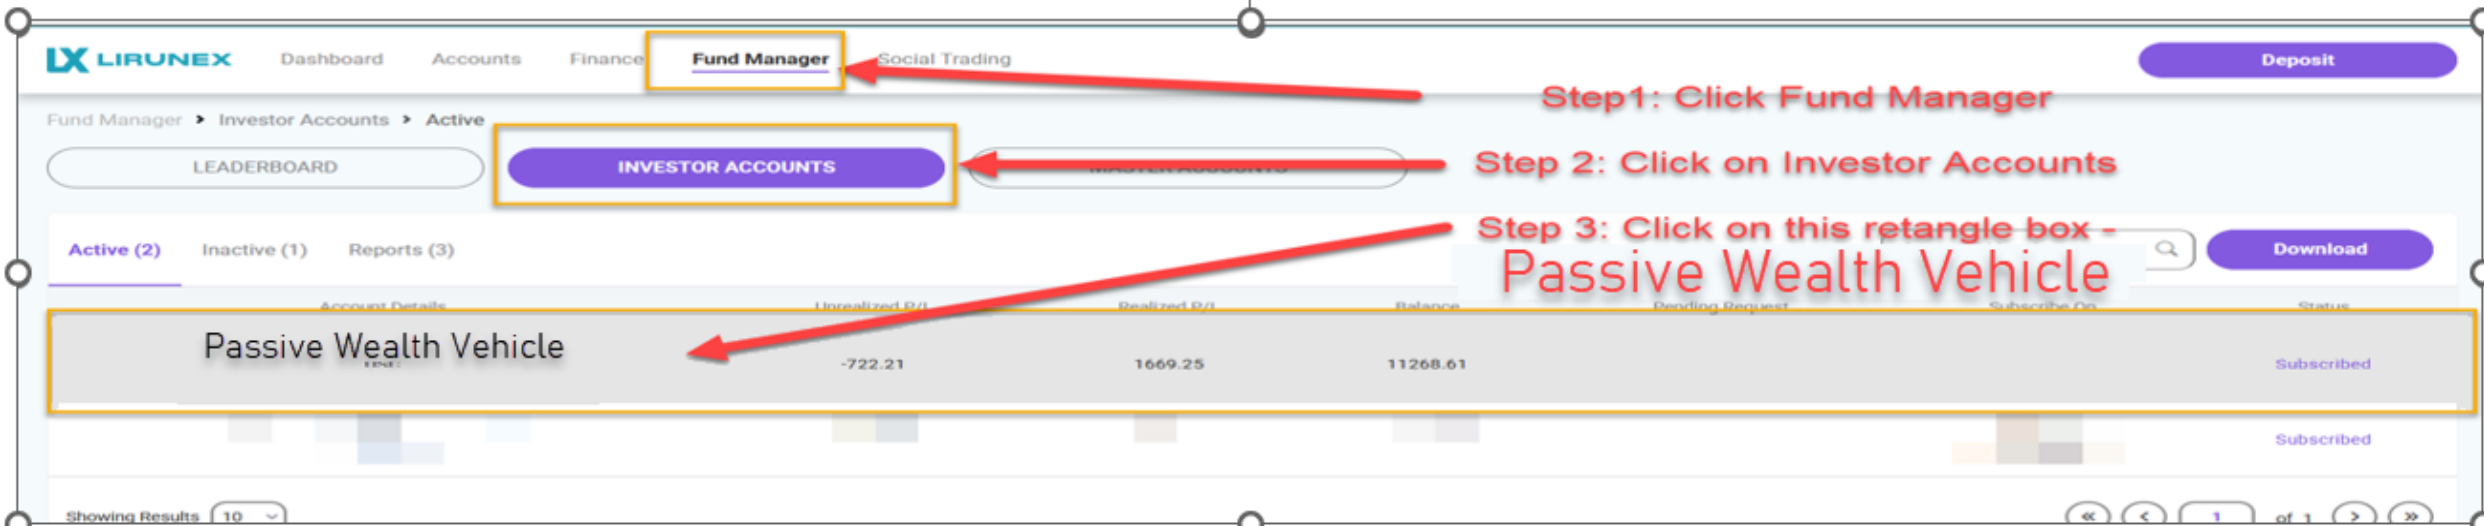 LX LIRUNEX Dashboard Accounts Finance Fund Manager Social Trading Deposit
Step1: Click Fund Manager
Fund Manager > Investor Accounts > Active
LEADERBOARD INVESTOR ACCOUNTS MASTER ACCOUNTS
Step 2: Click on Investor Accounts
Step 3: Click on this retangle box -
Active (2) Inactive (1) Reports (3) Download
Passive Wealth Vehicle
Account Details Unrealized P/L Realized P/L Balance Pending Request Subscribe On Status
Passive Wealth Vehicle
-722.21 1669.25 11268.61 Subscribed
Subscribed
Showing Results 10 « < 1 of 1 > »